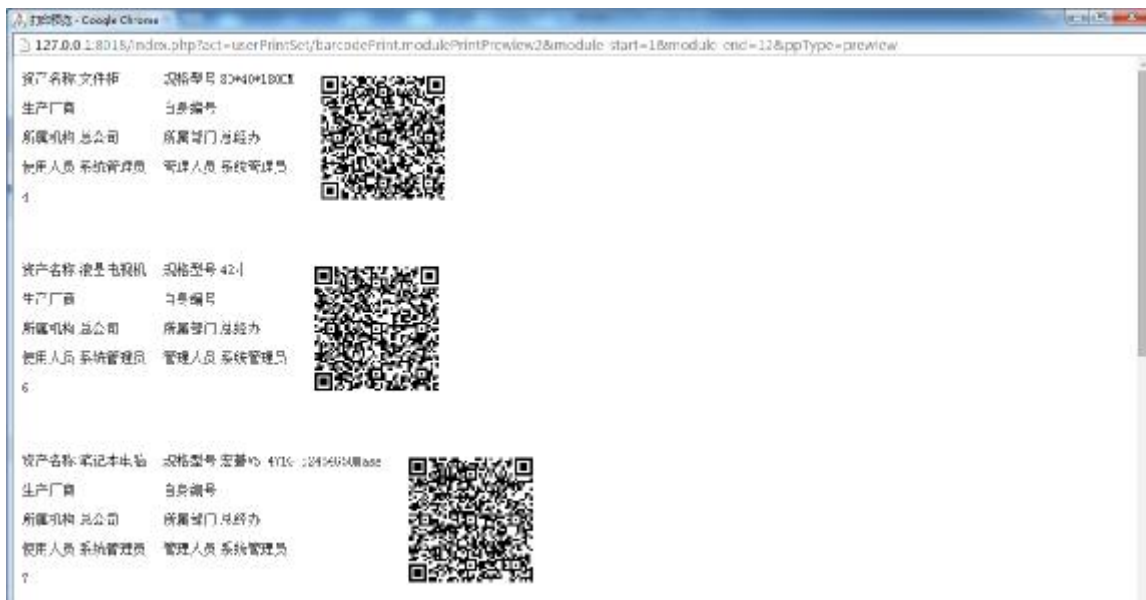 打印预览 - Google Chrome
127.0.0.1:8018/index.php?act=userPrintSet/barcodePrint.modulePrintPreview2&module_start=1&module_end=12&ppType=preview
资产名称 文件柜 规格型号 80*40*180CM
生产厂商 自身编号
所属机构 总公司 所属部门 总经办
使用人员 系统管理员 管理人员 系统管理员
4
资产名称 液晶电视机 规格型号 42寸
生产厂商 自身编号
所属机构 总公司 所属部门 总经办
使用人员 系统管理员 管理人员 系统管理员
6
资产名称 笔记本电脑 规格型号 宏碁V5
生产厂商 自身编号
所属机构 总公司 所属部门 总经办
使用人员 系统管理员 管理人员 系统管理员
7